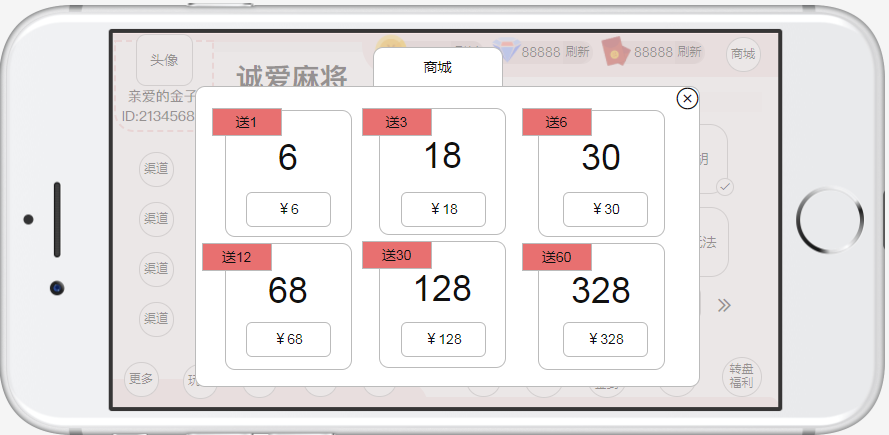 头像
88888 刷新
88888 刷新
商城
商城
诚爱麻将
亲爱的金子
ID:2134568
送1
6
¥6
送3
18
¥18
送6
30
¥30
送12
68
¥68
送30
128
¥128
送60
328
¥328
渠道
渠道
渠道
渠道
更多
转盘
福利